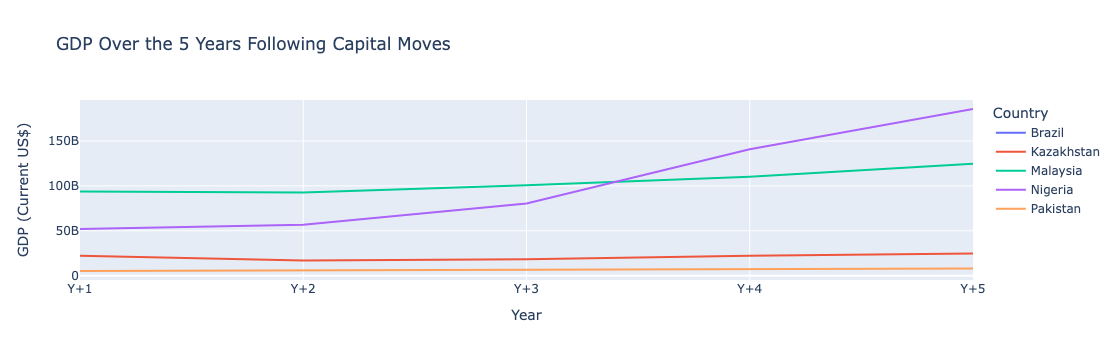 GDP Over the 5 Years Following Capital Moves
GDP (Current US$)
150B
100B
50B
0
Y+1
Y+2
Y+3
Y+4
Y+5
Year
Country
Brazil
Kazakhstan
Malaysia
Nigeria
Pakistan